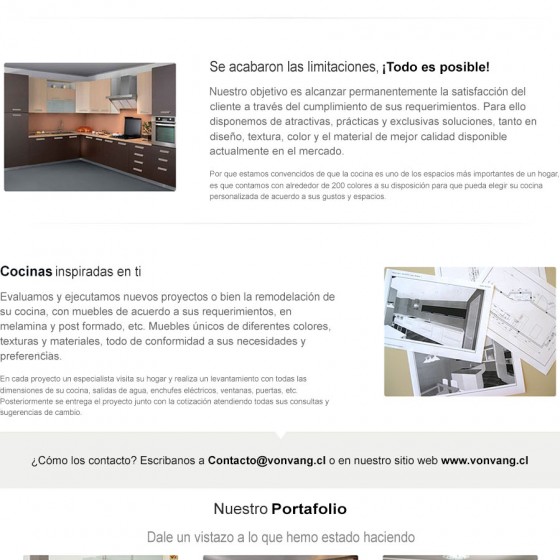 Se acabaron las limitaciones, ¡Todo es posible!
Nuestro objetivo es alcanzar permanentemente la satisfacción del
cliente a través del cumplimiento de sus requerimientos. Para ello
disponemos de atractivas, prácticas y exclusivas soluciones, tanto en
diseño, textura, color y el material de mejor calidad disponible
actualmente en el mercado.
Por que estamos convencidos de que la cocina es uno de los espacios más importantes de un hogar,
es que contamos con alrededor de 200 colores a su disposición para que pueda elegir su cocina
personalizada de acuerdo a sus gustos y espacios.
Cocinas inspiradas en ti
Evaluamos y ejecutamos nuevos proyectos o bien la remodelación de
su cocina, con muebles de acuerdo a sus requerimientos, en
melamina y post formado, etc. Muebles únicos de diferentes colores,
texturas y materiales, todo de conformidad a sus necesidades y
preferencias.
En cada proyecto un especialista visita su hogar y realiza un levantamiento con todas las
dimensiones de su cocina, salidas de agua, enchufes eléctricos, ventanas, puertas, etc.
Posteriormente se entrega el proyecto junto con la cotización atendiendo todas sus consultas y
sugerencias de cambio.
¿Cómo los contacto? Escribanos a Contacto@vonvang.cl o en nuestro sitio web www.vonvang.cl
Nuestro Portafolio
Dale un vistazo a lo que hemo estado haciendo